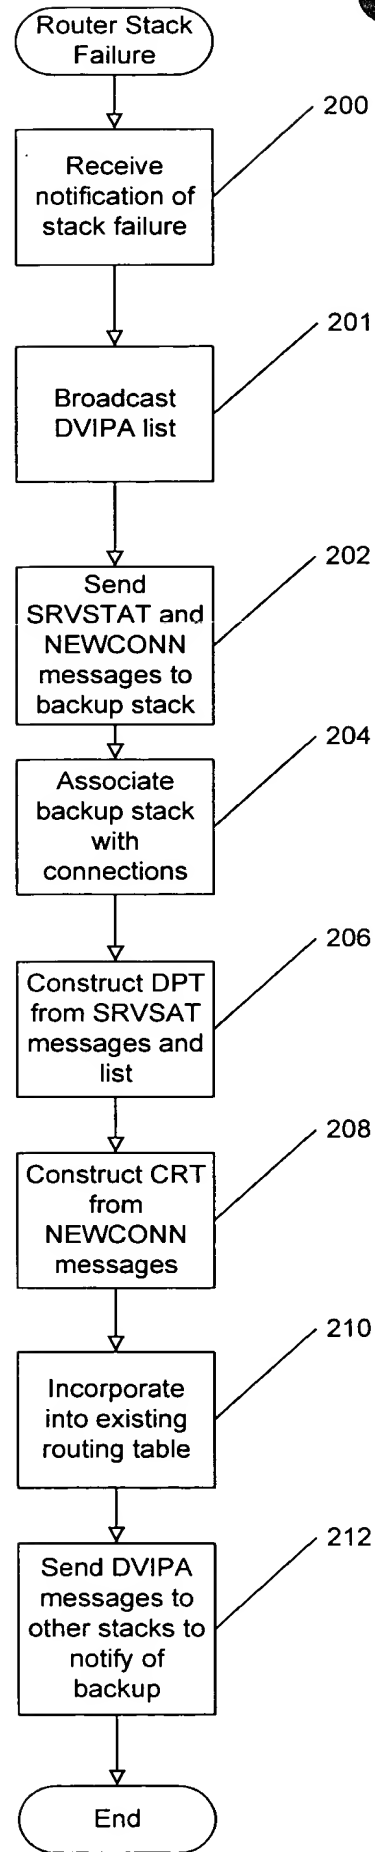 Router Stack
Failure
200
Receive
notification of
stack failure
201
Broadcast
DVIPA list
202
Send
SRVSTAT and
NEWCONN
messages to
backup stack
204
Associate
backup stack
with
connections
206
Construct DPT
from SRVSAT
messages and
list
208
Construct CRT
from
NEWCONN
messages
210
Incorporate
into existing
routing table
212
Send DVIPA
messages to
other stacks to
notify of
backup
End